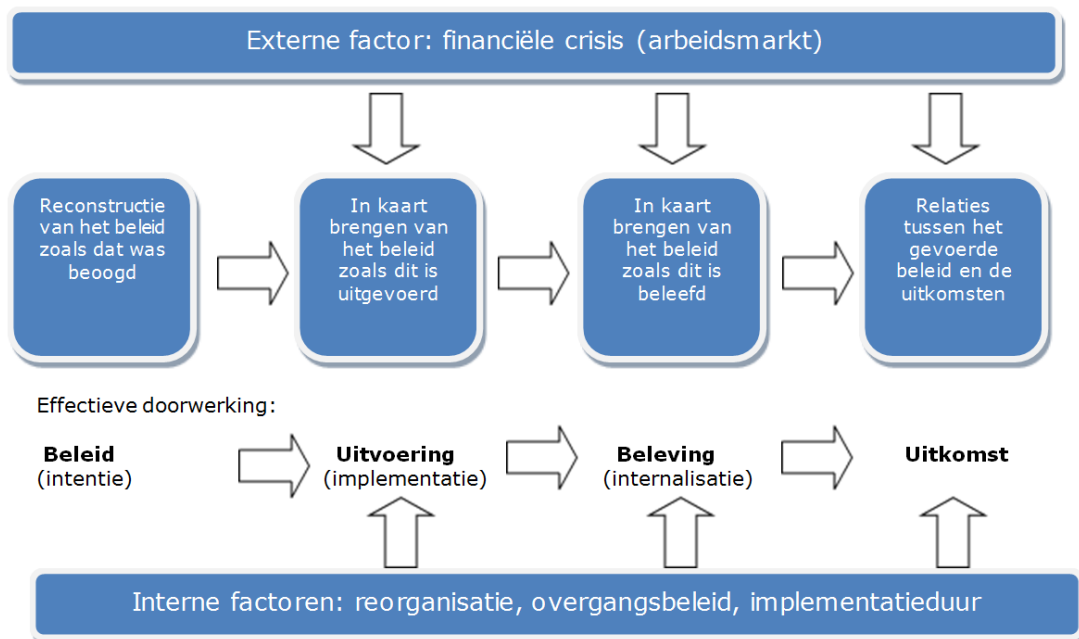 Externe factor: financiële crisis (arbeidsmarkt)
Reconstructie
van het beleid
zoals dat was
beoogd
In kaart
brengen van
het beleid
zoals dit is
uitgevoerd
In kaart
brengen van
het beleid
zoals dit is
beleefd
Relaties
tussen het
gevoerde
beleid en de
uitkomsten
Effectieve doorwerking:
Beleid
(intentie)
Uitvoering
(implementatie)
Beleving
(internalisatie)
Uitkomst
Interne factoren: reorganisatie, overgangsbeleid, implementatieduur